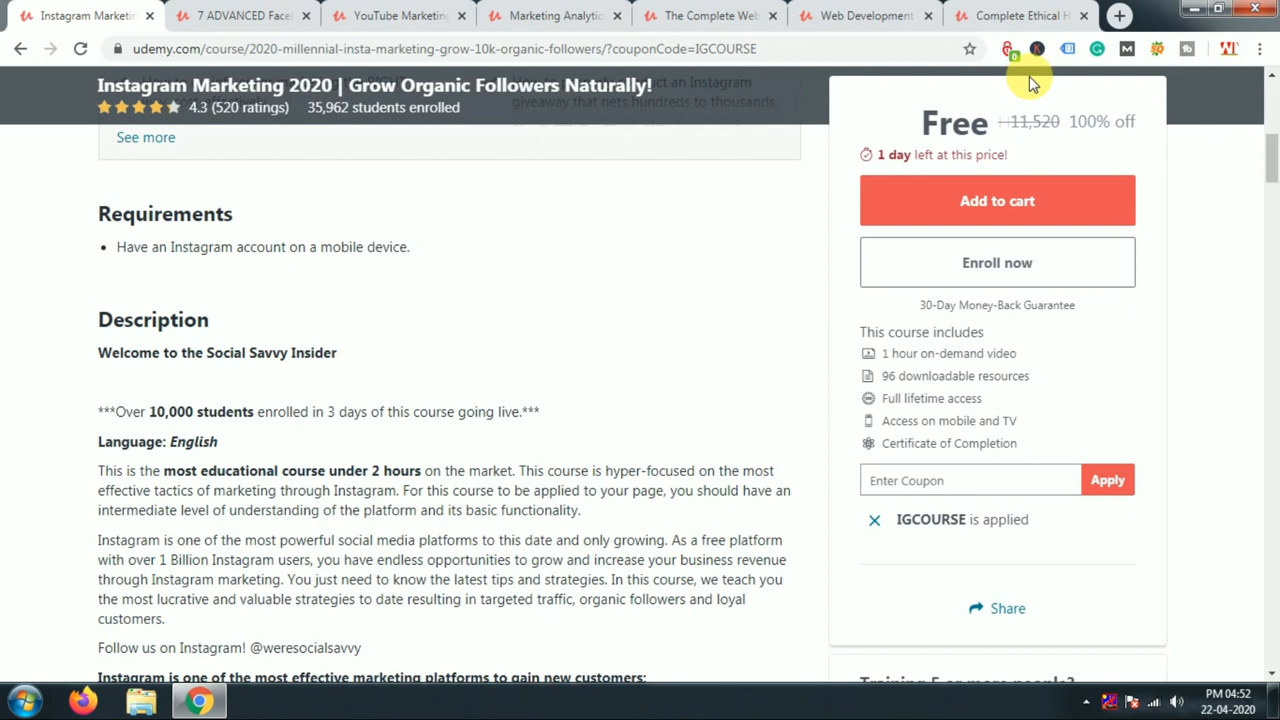 Instagram Marketin
7 ADVANCED Face
YouTube Marketing
Marketing Analytic
The Complete Web
Web Development
Complete Ethical H
udemy.com/course/2020-millennial-insta-marketing-grow-10k-organic-followers/?couponCode=IGCOURSE
Instagram Marketing 2020 | Grow Organic Followers Naturally!
4.3 (520 ratings) 35,962 students enrolled
an Instagram
giveaway that nets hundreds to thousands
See more
Requirements
• Have an Instagram account on a mobile device.
Description
Welcome to the Social Savvy Insider
***Over 10,000 students enrolled in 3 days of this course going live.***
Language: English
This is the most educational course under 2 hours on the market. This course is hyper-focused on the most
effective tactics of marketing through Instagram. For this course to be applied to your page, you should have an
intermediate level of understanding of the platform and its basic functionality.
Instagram is one of the most powerful social media platforms to this date and only growing. As a free platform
with over 1 Billion Instagram users, you have endless opportunities to grow and increase your business revenue
through Instagram marketing. You just need to know the latest tips and strategies. In this course, we teach you
the most lucrative and valuable strategies to date resulting in targeted traffic, organic followers and loyal
customers.
Follow us on Instagram! @weresocialsavvy
Instagram is one of the most effective marketing platforms to gain new customers:
Free 11,520 100% off
1 day left at this price!
Add to cart
Enroll now
30-Day Money-Back Guarantee
This course includes
1 hour on-demand video
96 downloadable resources
Full lifetime access
Access on mobile and TV
Certificate of Completion
Enter Coupon Apply
IGCOURSE is applied
Share
Training 5 or more people?
PM 04:52
22-04-2020